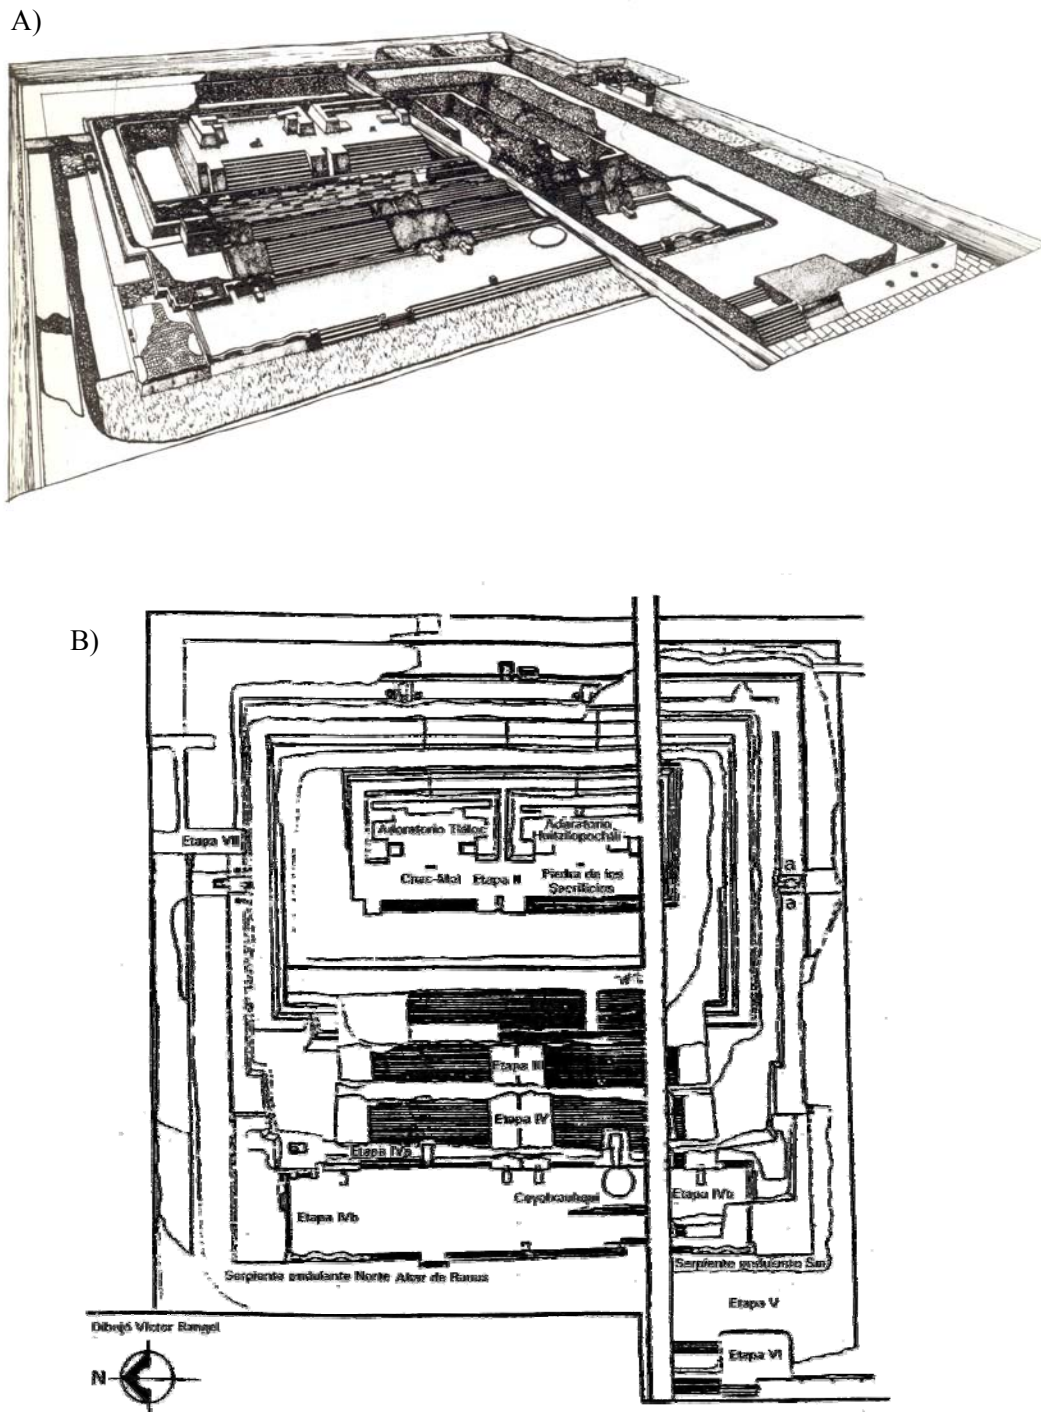 A)
B)
Adoratorio Tláloc
Adoratorio
Huitzilopochtli
Etapa VII
a
Chac-Mol
Etapa II
Piedra de los
Sacrificios
a
Etapa III
Etapa IV
Etapa IVa
Coyolxauhqui
Etapa IVb
Etapa IVb
Serpiente ondulante Norte
Altar de Ranas
Serpiente ondulante Sur
Etapa V
Dibujó Víctor Rangel
Etapa VI
N